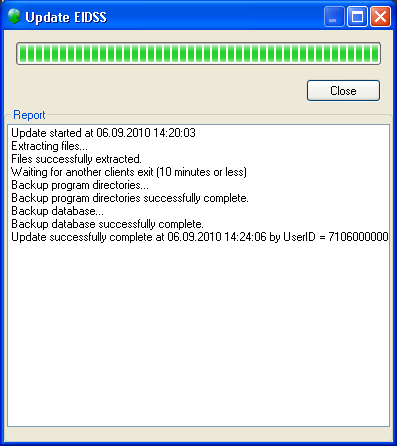 Update EIDSS
Close
Report
Update started at 06.09.2010 14:20:03
Extracting files...
Files successfully extracted.
Waiting for another clients exit (10 minutes or less)
Backup program directories...
Backup program directories successfully complete.
Backup database...
Backup database successfully complete.
Update successfully complete at 06.09.2010 14:24:06 by UserID = 7106000000